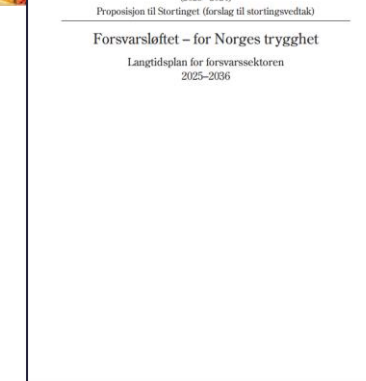 Proposisjon til Stortinget (forslag til stortingsvedtak)
Forsvarsløftet – for Norges trygghet
Langtidsplan for forsvarssektoren
2025–2036